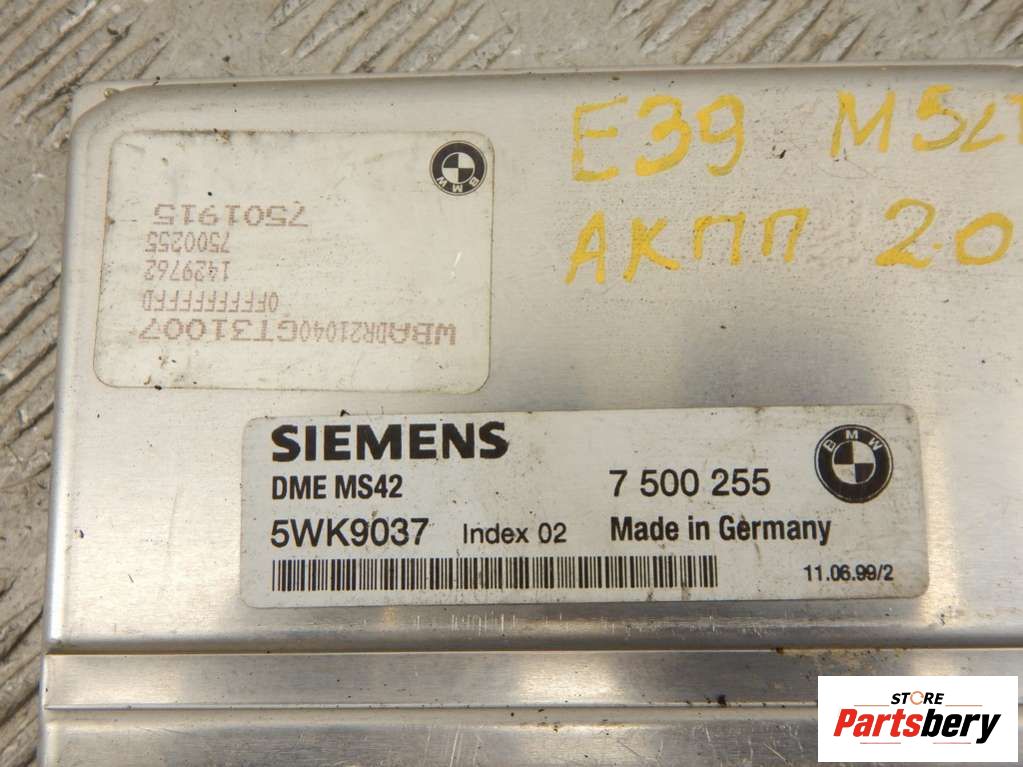 E39 M52T
АКПП 2.0
BMW
WBADR21040GT31007
0FFFFFFFFD
1429762
7500255
7501915
SIEMENS
DME MS42 7 500 255
BMW
5WK9037 Index 02 Made in Germany
11.06.99/2
STORE
Partsbery